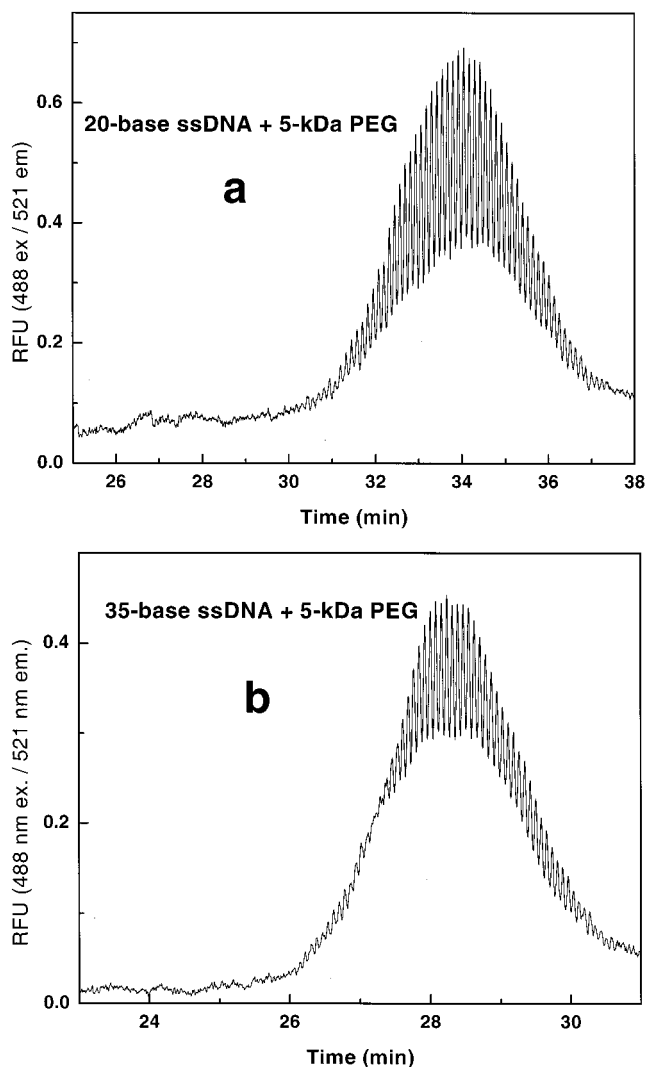 0.6
20-base ssDNA + 5-kDa PEG
a
0.4
0.2
0.0
RFU (488 ex / 521 em)
26 28 30 32 34 36 38
Time (min)
35-base ssDNA + 5-kDa PEG
0.4
b
0.2
0.0
RFU (488 nm ex. / 521 nm em.)
24 26 28 30
Time (min)